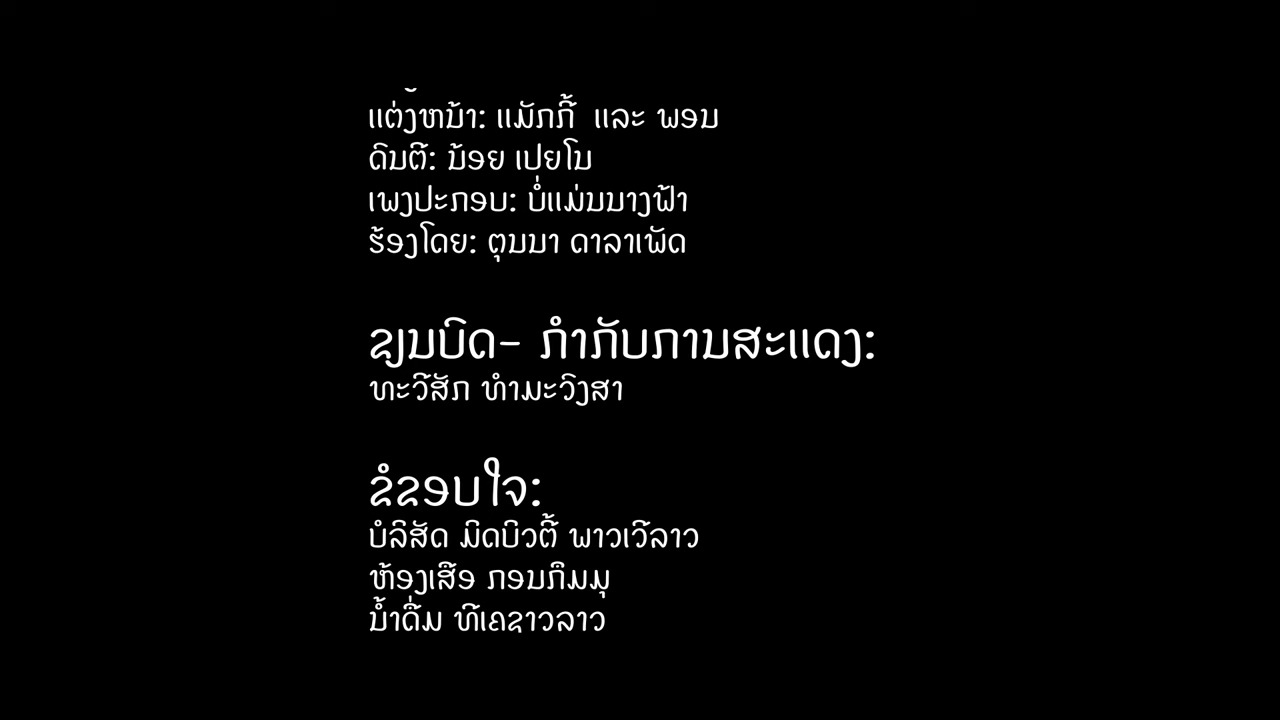 ແຕ່ງຫນ້າ: ແມັກກີ້ ແລະ ພອນ
ດົນຕີ: ນ້ອຍ ເປຍໂນ
ເພງປະກອບ: ບໍ່ແມ່ນນາງຟ້າ
ຮ້ອງໂດຍ: ຕຸນນາ ດາລາເພັດ
ຂຽນບົດ- ກຳກັບການສະແດງ:
ທະວີສັກ ທຳມະວົງສາ
ຂໍຂອບໃຈ:
ບໍລິສັດ ມິດບິວຕີ້ ພາວເວີລາວ
ຫ້ອງເສື້ອ ກອນກິມມຸ
ນ້ຳດື່ມ ທີເຄຊາວລາວ